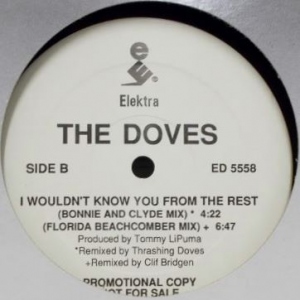 Elektra
THE DOVES
SIDE B ED 5558
I WOULDN'T KNOW YOU FROM THE REST
(BONNIE AND CLYDE MIX) * 4:22
(FLORIDA BEACHCOMBER MIX) + 6:47
Produced by Tommy LiPuma
*Remixed by Thrashing Doves
+Remixed by Clif Bridgen
PROMOTIONAL COPY
NOT FOR SALE